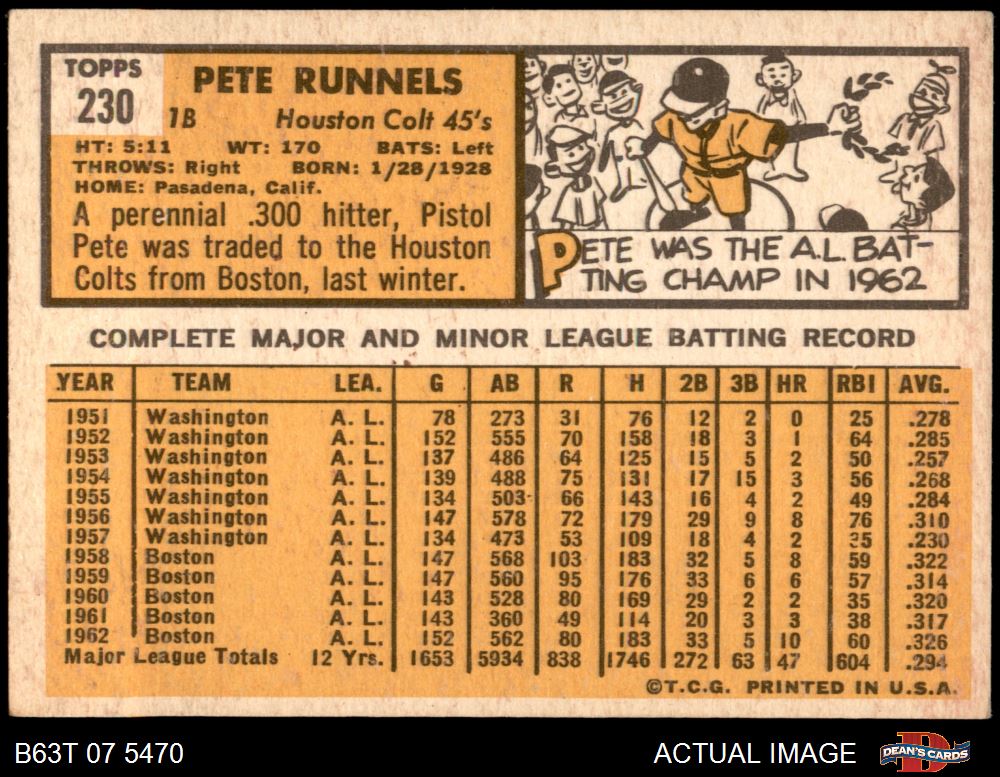 TOPPS
230
PETE RUNNELS
1B Houston Colt 45's
HT: 5:11 WT: 170 BATS: Left
THROWS: Right BORN: 1/28/1928
HOME: Pasadena, Calif.
A perennial .300 hitter, Pistol
Pete was traded to the Houston
Colts from Boston, last winter.
PETE WAS THE A.L. BAT-
TING CHAMP IN 1962
COMPLETE MAJOR AND MINOR LEAGUE BATTING RECORD
YEAR TEAM LEA. G AB R H 2B 3B HR RBI AVG.
1951 Washington A. L. 78 273 31 76 12 2 0 25 .278
1952 Washington A. L. 152 555 70 158 18 3 1 64 .285
1953 Washington A. L. 137 486 64 125 15 5 2 50 .257
1954 Washington A. L. 139 488 75 131 17 15 3 56 .268
1955 Washington A. L. 134 503 66 143 16 4 2 49 .284
1956 Washington A. L. 147 578 72 179 29 9 8 76 .310
1957 Washington A. L. 134 473 53 109 18 4 2 35 .230
1958 Boston A. L. 147 568 103 183 32 5 8 59 .322
1959 Boston A. L. 147 560 95 176 33 6 6 57 .314
1960 Boston A. L. 143 528 80 169 29 2 2 35 .320
1961 Boston A. L. 143 360 49 114 20 3 3 38 .317
1962 Boston A. L. 152 562 80 183 33 5 10 60 .326
Major League Totals 12 Yrs. 1653 5934 838 1746 272 63 47 604 .294
©T.C.G. PRINTED IN U.S.A.
B63T 07 5470 ACTUAL IMAGE DEAN'S CARDS